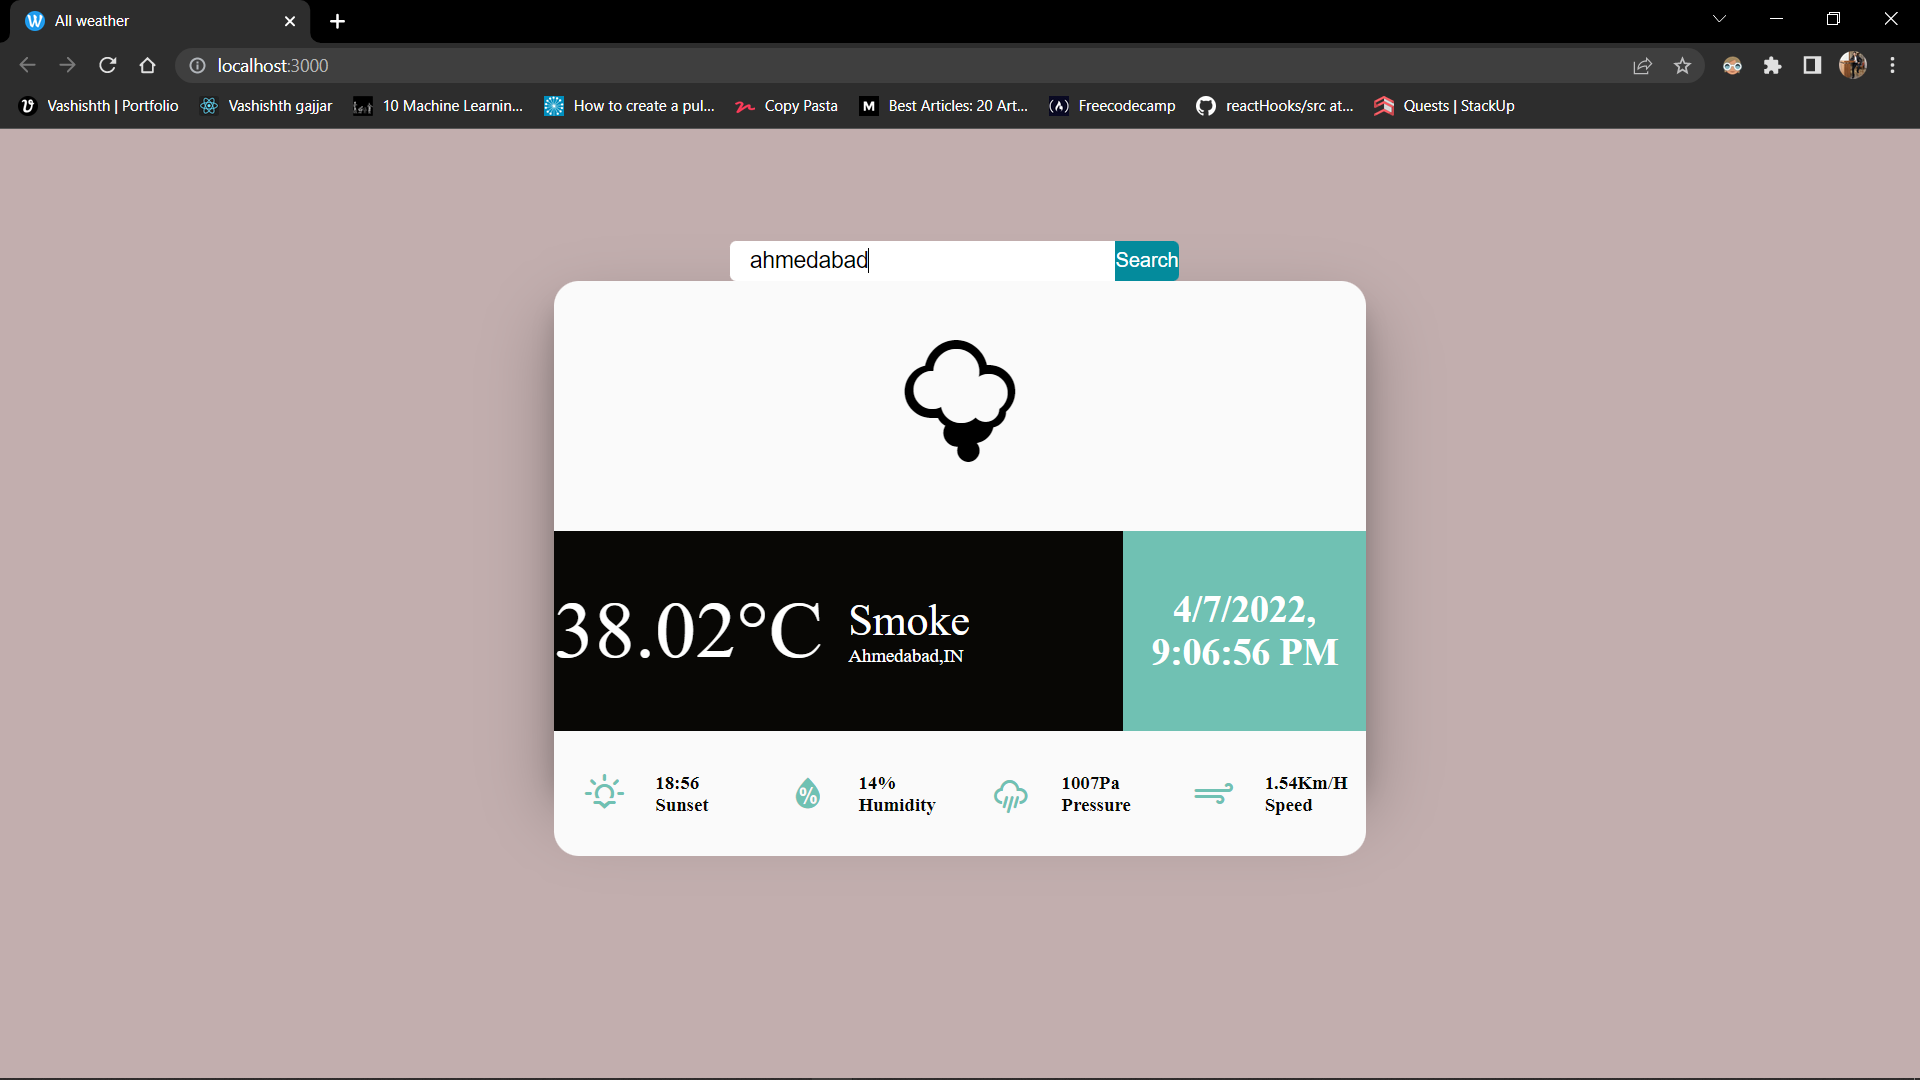 All weather
localhost:3000
Vashishth | Portfolio
Vashishth gajjar
10 Machine Learnin...
How to create a pul...
Copy Pasta
M
Best Articles: 20 Art...
Freecodecamp
reactHooks/src at...
Quests | StackUp
ahmedabad
Search
38.02°C
Smoke
Ahmedabad,IN
4/7/2022,
9:06:56 PM
18:56
Sunset
%
14%
Humidity
1007Pa
Pressure
1.54Km/H
Speed